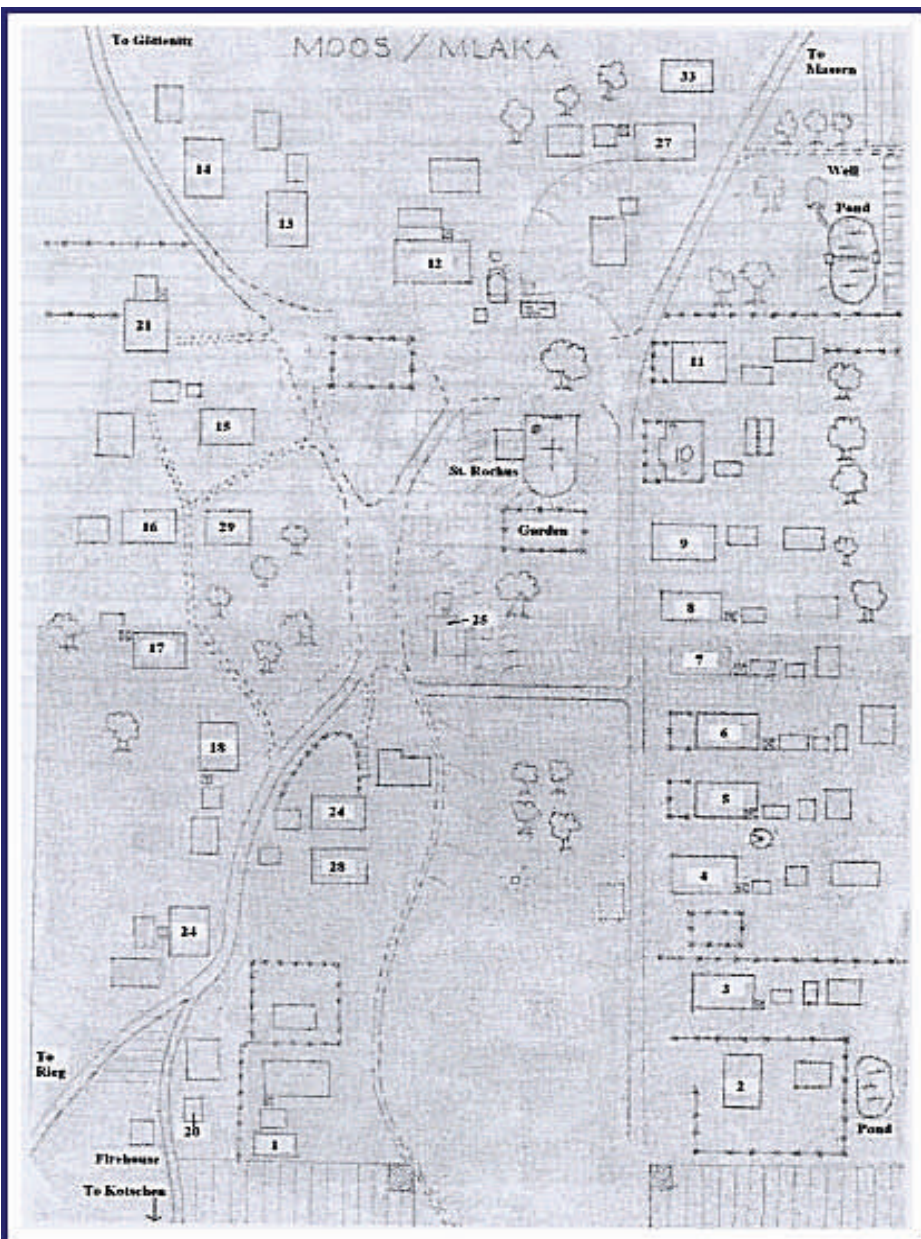 To Göttenitz
MOOS / MLAKA
To
Masern
33
27
14
13
12
Well
Pond
21
11
15
10
St. Rochus
Garden
16
29
9
8
25
17
7
18
6
24
5
28
4
24
3
To
Rieg
2
20
1
Pond
Firehouse
To Kotschen